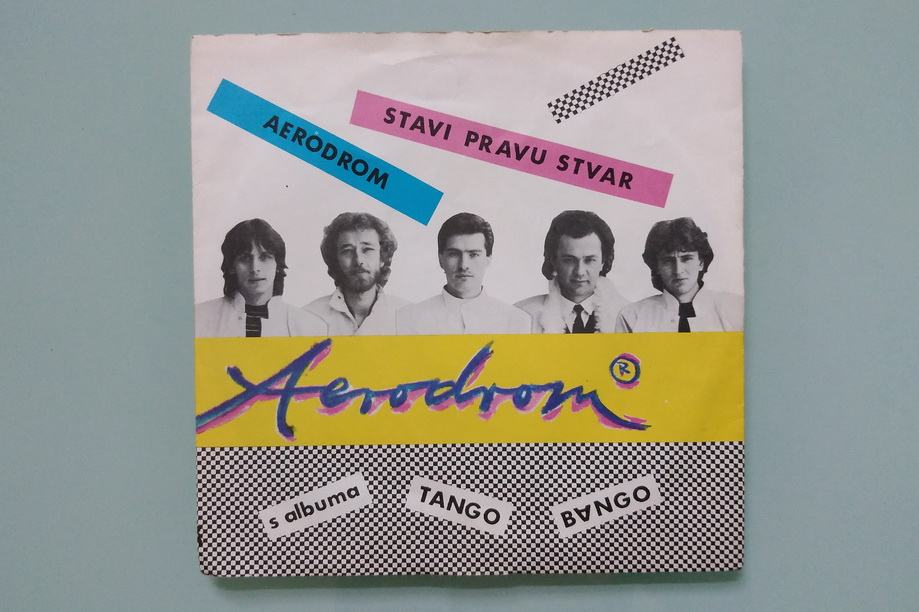 AERODROM
STAVI PRAVU STVAR
Aerodrom ®
s albuma
TANGO
BANGO